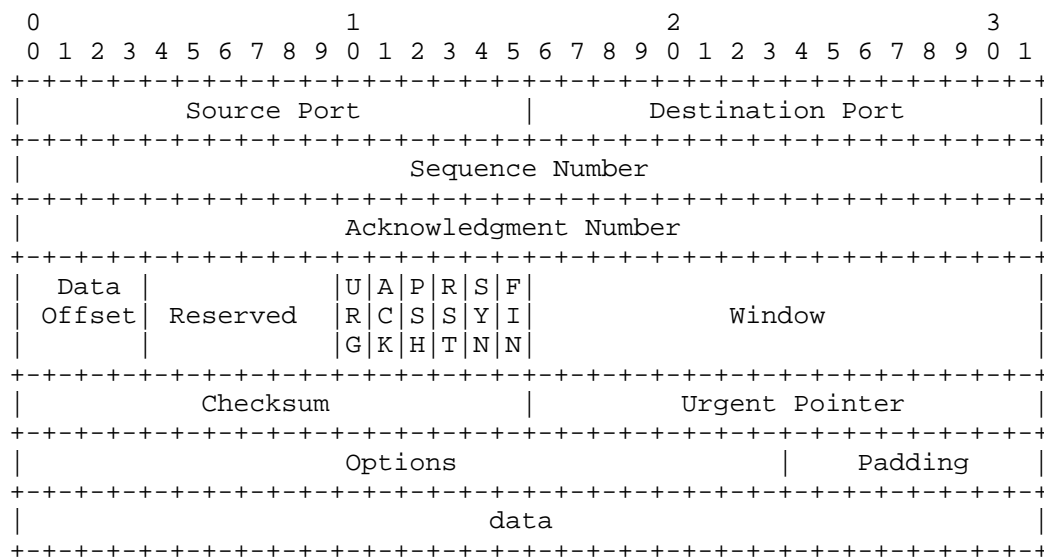 0                   1                   2                   3
0 1 2 3 4 5 6 7 8 9 0 1 2 3 4 5 6 7 8 9 0 1 2 3 4 5 6 7 8 9 0 1
+-+-+-+-+-+-+-+-+-+-+-+-+-+-+-+-+-+-+-+-+-+-+-+-+-+-+-+-+-+-+-+-+
|          Source Port          |       Destination Port        |
+-+-+-+-+-+-+-+-+-+-+-+-+-+-+-+-+-+-+-+-+-+-+-+-+-+-+-+-+-+-+-+-+
|                        Sequence Number                        |
+-+-+-+-+-+-+-+-+-+-+-+-+-+-+-+-+-+-+-+-+-+-+-+-+-+-+-+-+-+-+-+-+
|                    Acknowledgment Number                      |
+-+-+-+-+-+-+-+-+-+-+-+-+-+-+-+-+-+-+-+-+-+-+-+-+-+-+-+-+-+-+-+-+
|  Data |           |U|A|P|R|S|F|                               |
| Offset| Reserved  |R|C|S|S|Y|I|            Window             |
|       |           |G|K|H|T|N|N|                               |
+-+-+-+-+-+-+-+-+-+-+-+-+-+-+-+-+-+-+-+-+-+-+-+-+-+-+-+-+-+-+-+-+
|           Checksum            |         Urgent Pointer        |
+-+-+-+-+-+-+-+-+-+-+-+-+-+-+-+-+-+-+-+-+-+-+-+-+-+-+-+-+-+-+-+-+
|                    Options                    |    Padding    |
+-+-+-+-+-+-+-+-+-+-+-+-+-+-+-+-+-+-+-+-+-+-+-+-+-+-+-+-+-+-+-+-+
|                             data                              |
+-+-+-+-+-+-+-+-+-+-+-+-+-+-+-+-+-+-+-+-+-+-+-+-+-+-+-+-+-+-+-+-+